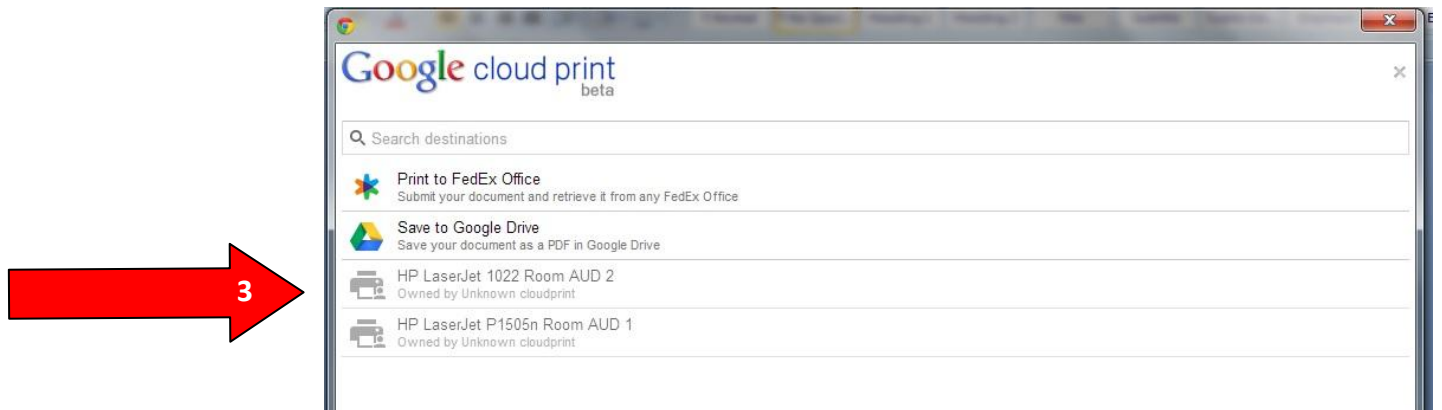 Google cloud print
beta
Search destinations
Print to FedEx Office
Submit your document and retrieve it from any FedEx Office
Save to Google Drive
Save your document as a PDF in Google Drive
3
HP LaserJet 1022 Room AUD 2
Owned by Unknown cloudprint
HP LaserJet P1505n Room AUD 1
Owned by Unknown cloudprint